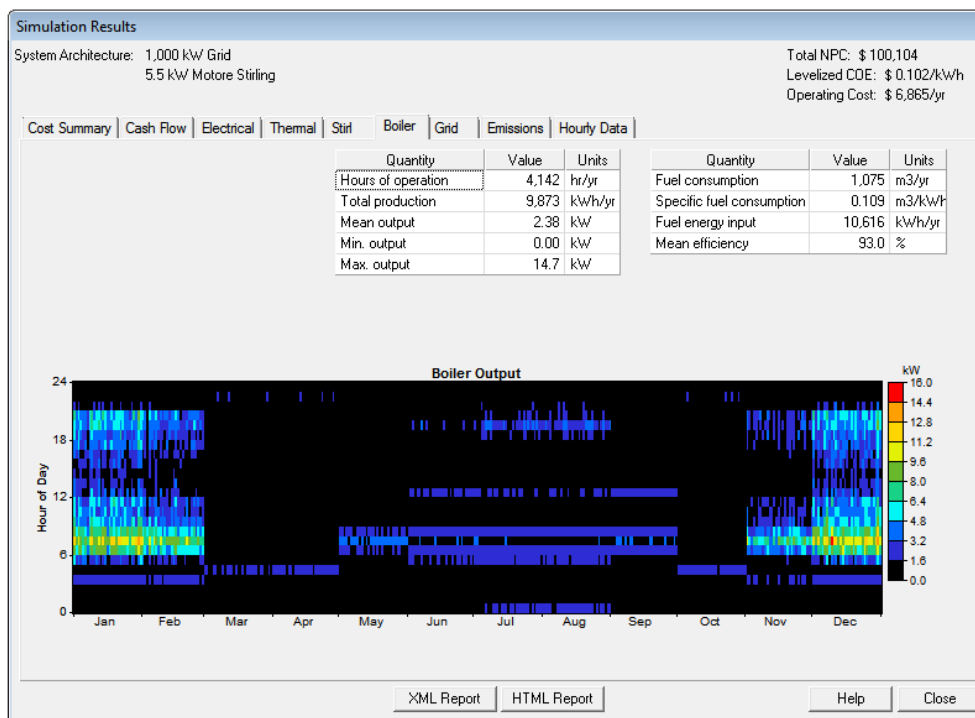 Simulation Results
System Architecture: 1,000 kW Grid
5.5 kW Motore Stirling
Total NPC: $ 100,104
Levelized COE: $ 0.102/kWh
Operating Cost: $ 6,865/yr
Cost Summary Cash Flow Electrical Thermal Stirl Boiler Grid Emissions Hourly Data
Quantity Value Units
Hours of operation 4,142 hr/yr
Total production 9,873 kWh/yr
Mean output 2.38 kW
Min. output 0.00 kW
Max. output 14.7 kW
Quantity Value Units
Fuel consumption 1,075 m3/yr
Specific fuel consumption 0.109 m3/kWh
Fuel energy input 10,616 kWh/yr
Mean efficiency 93.0 %
Boiler Output
Hour of Day
24
18
12
6
0
Jan Feb Mar Apr May Jun Jul Aug Sep Oct Nov Dec
kW
16.0
14.4
12.8
11.2
9.6
8.0
6.4
4.8
3.2
1.6
0.0
XML Report HTML Report Help Close